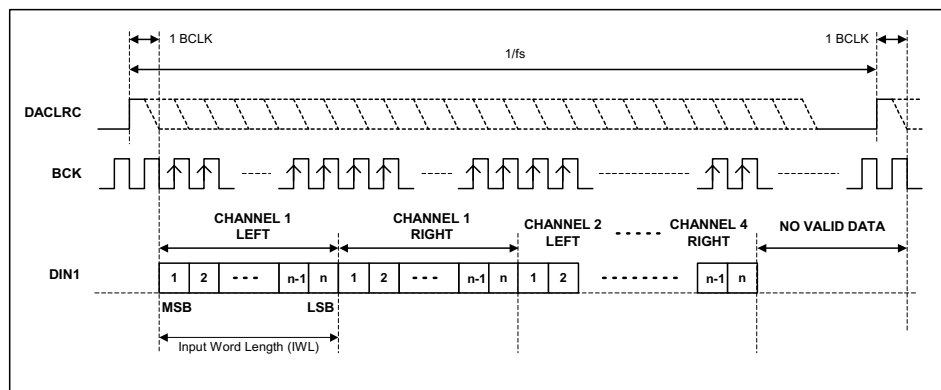 1 BCLK 1 BCLK
1/fs
DACLRC
BCK
CHANNEL 1 LEFT CHANNEL 1 RIGHT CHANNEL 2 LEFT CHANNEL 4 RIGHT NO VALID DATA
DIN1 1 2 n-1 n 1 2 n-1 n 1 2 n-1 n
MSB LSB
Input Word Length (IWL)